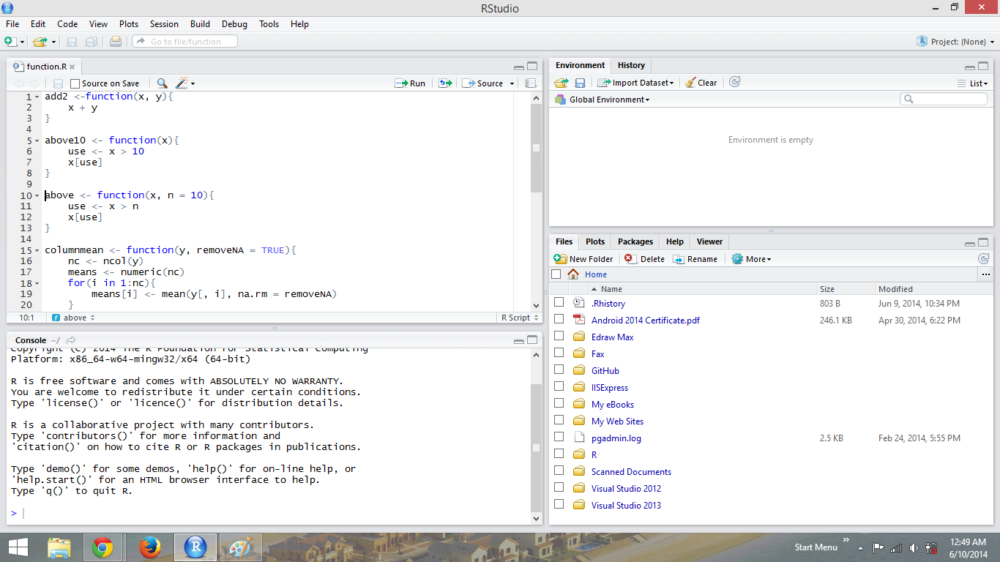 RStudio
File Edit Code View Plots Session Build Debug Tools Help
Go to file/function
Project: (None)
function.R
Source on Save Run Source
1 add2 <-function(x, y){
2     x + y
3 }
4
5 above10 <- function(x){
6     use <- x > 10
7     x[use]
8 }
9
10 above <- function(x, n = 10){
11     use <- x > n
12     x[use]
13 }
14
15 columnmean <- function(y, removeNA = TRUE){
16     nc <- ncol(y)
17     means <- numeric(nc)
18     for(i in 1:nc){
19         means[i] <- mean(y[, i], na.rm = removeNA)
20     }
10:1 above R Script
Console ~/
Copyright (C) 2014 The R Foundation for Statistical Computing
Platform: x86_64-w64-mingw32/x64 (64-bit)
R is free software and comes with ABSOLUTELY NO WARRANTY.
You are welcome to redistribute it under certain conditions.
Type 'license()' or 'licence()' for distribution details.
R is a collaborative project with many contributors.
Type 'contributors()' for more information and
'citation()' on how to cite R or R packages in publications.
Type 'demo()' for some demos, 'help()' for on-line help, or
'help.start()' for an HTML browser interface to help.
Type 'q()' to quit R.
>
Environment History
Import Dataset Clear List
Global Environment
Environment is empty
Files Plots Packages Help Viewer
New Folder Delete Rename More
Home ...
Name Size Modified
.Rhistory 803 B Jun 9, 2014, 10:34 PM
Android 2014 Certificate.pdf 246.1 KB Apr 30, 2014, 6:22 PM
Edraw Max
Fax
GitHub
IISExpress
My eBooks
My Web Sites
pgadmin.log 2.5 KB Feb 24, 2014, 5:55 PM
R
Scanned Documents
Visual Studio 2012
Visual Studio 2013
Start Menu » 12:49 AM
6/10/2014